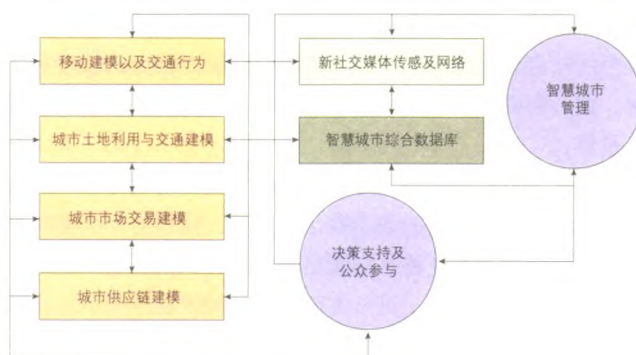 移动建模以及交通行为
新社交媒体传感及网络
智慧城市
管理
城市土地利用与交通建模
智慧城市综合数据库
城市市场交易建模
决策支持及
公众参与
城市供应链建模